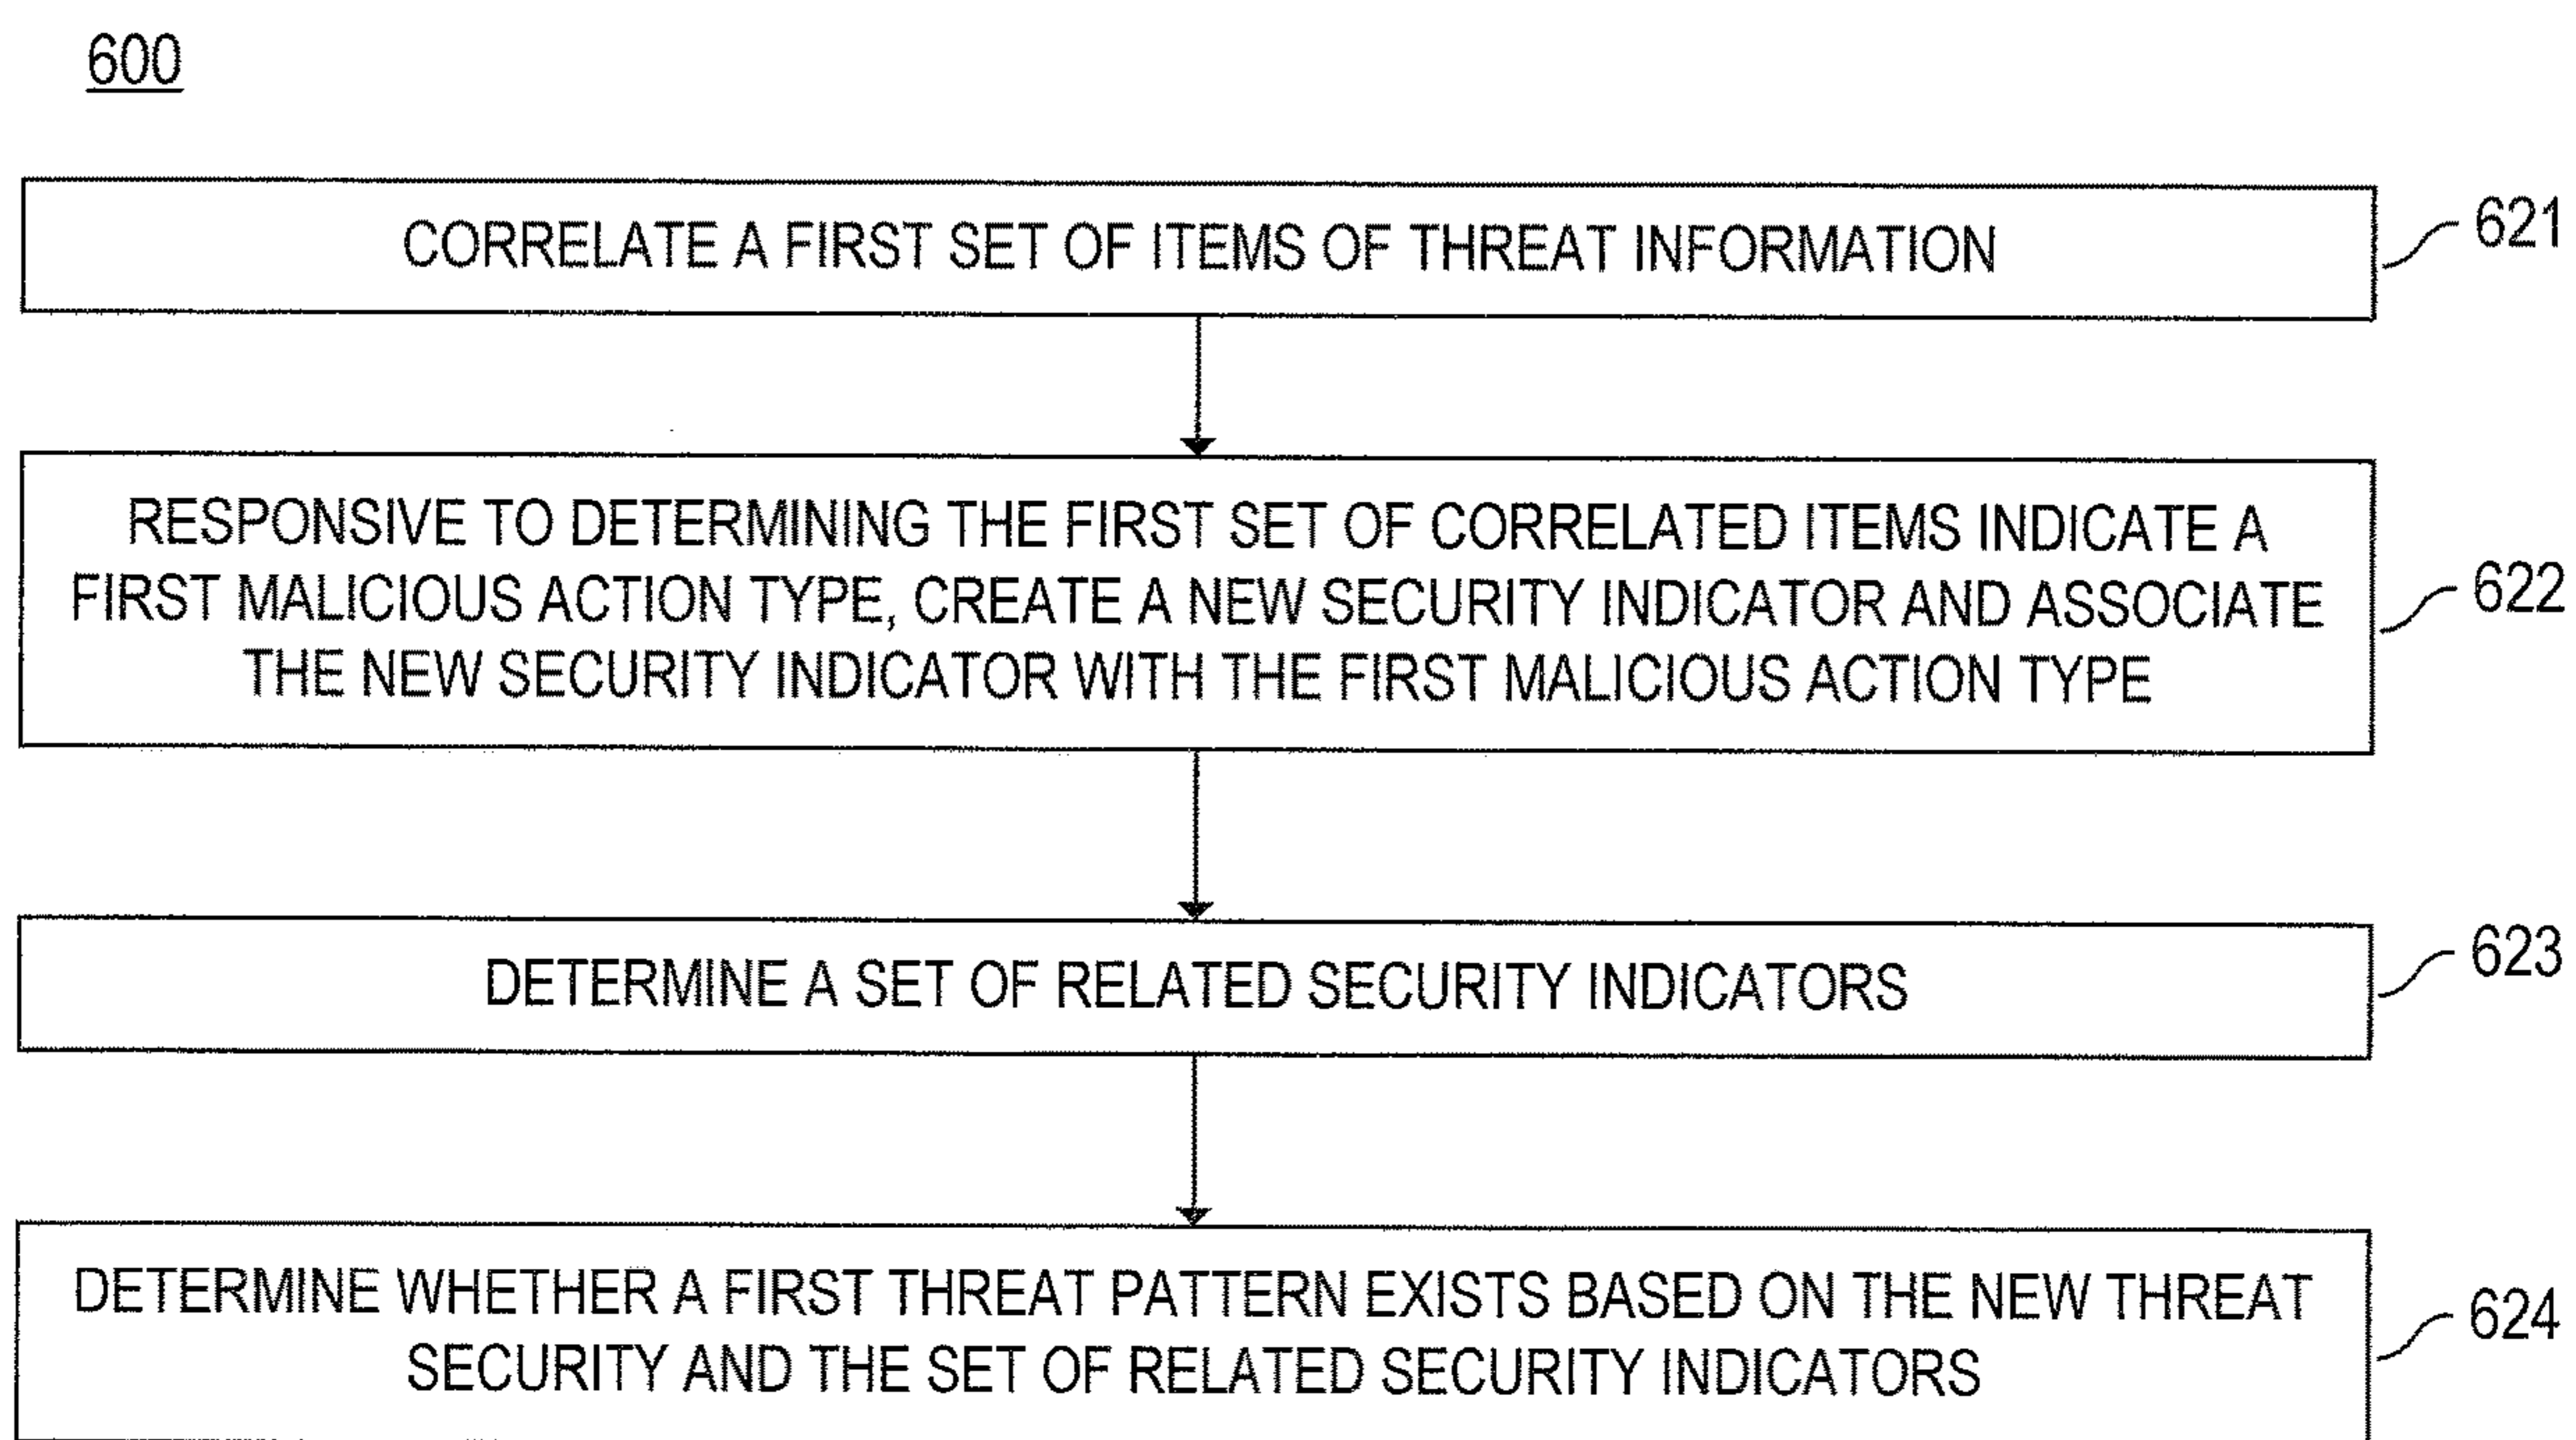 600
CORRELATE A FIRST SET OF ITEMS OF THREAT INFORMATION
621
RESPONSIVE TO DETERMINING THE FIRST SET OF CORRELATED ITEMS INDICATE A
FIRST MALICIOUS ACTION TYPE, CREATE A NEW SECURITY INDICATOR AND ASSOCIATE
THE NEW SECURITY INDICATOR WITH THE FIRST MALICIOUS ACTION TYPE
622
DETERMINE A SET OF RELATED SECURITY INDICATORS
623
DETERMINE WHETHER A FIRST THREAT PATTERN EXISTS BASED ON THE NEW THREAT
SECURITY AND THE SET OF RELATED SECURITY INDICATORS
624